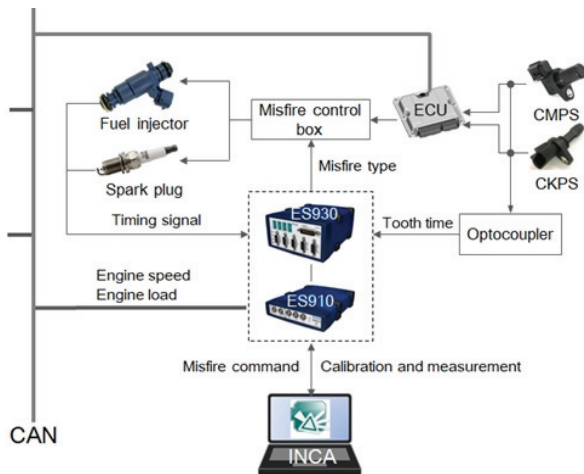 Fuel injector
Misfire control
box
ECU
CMPS
CKPS
Spark plug
Misfire type
Timing signal
ES930
Tooth time
Optocoupler
Engine speed
Engine load
ES910
Misfire command
Calibration and measurement
CAN
INCA